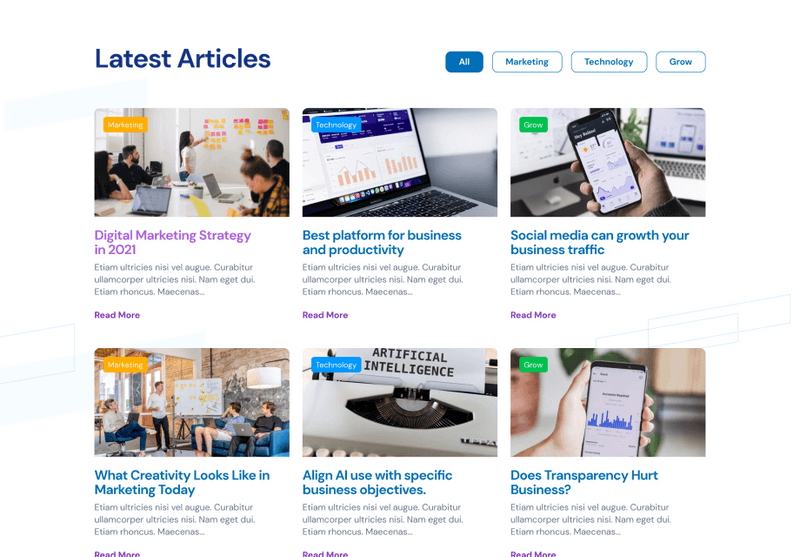 Latest Articles
All
Marketing
Technology
Grow
Marketing
Technology
Grow
Digital Marketing Strategy
in 2021
Etiam ultricies nisi vel augue. Curabitur
ullamcorper ultricies nisi. Nam eget dui.
Etiam rhoncus. Maecenas...
Read More
Best platform for business
and productivity
Etiam ultricies nisi vel augue. Curabitur
ullamcorper ultricies nisi. Nam eget dui.
Etiam rhoncus. Maecenas...
Read More
Social media can growth your
business traffic
Etiam ultricies nisi vel augue. Curabitur
ullamcorper ultricies nisi. Nam eget dui.
Etiam rhoncus. Maecenas...
Read More
Marketing
Technology
ARTIFICIAL
INTELLIGENCE
Grow
What Creativity Looks Like in
Marketing Today
Etiam ultricies nisi vel augue. Curabitur
ullamcorper ultricies nisi. Nam eget dui.
Etiam rhoncus. Maecenas...
Read More
Align AI use with specific
business objectives.
Etiam ultricies nisi vel augue. Curabitur
ullamcorper ultricies nisi. Nam eget dui.
Etiam rhoncus. Maecenas...
Read More
Does Transparency Hurt
Business?
Etiam ultricies nisi vel augue. Curabitur
ullamcorper ultricies nisi. Nam eget dui.
Etiam rhoncus. Maecenas...
Read More